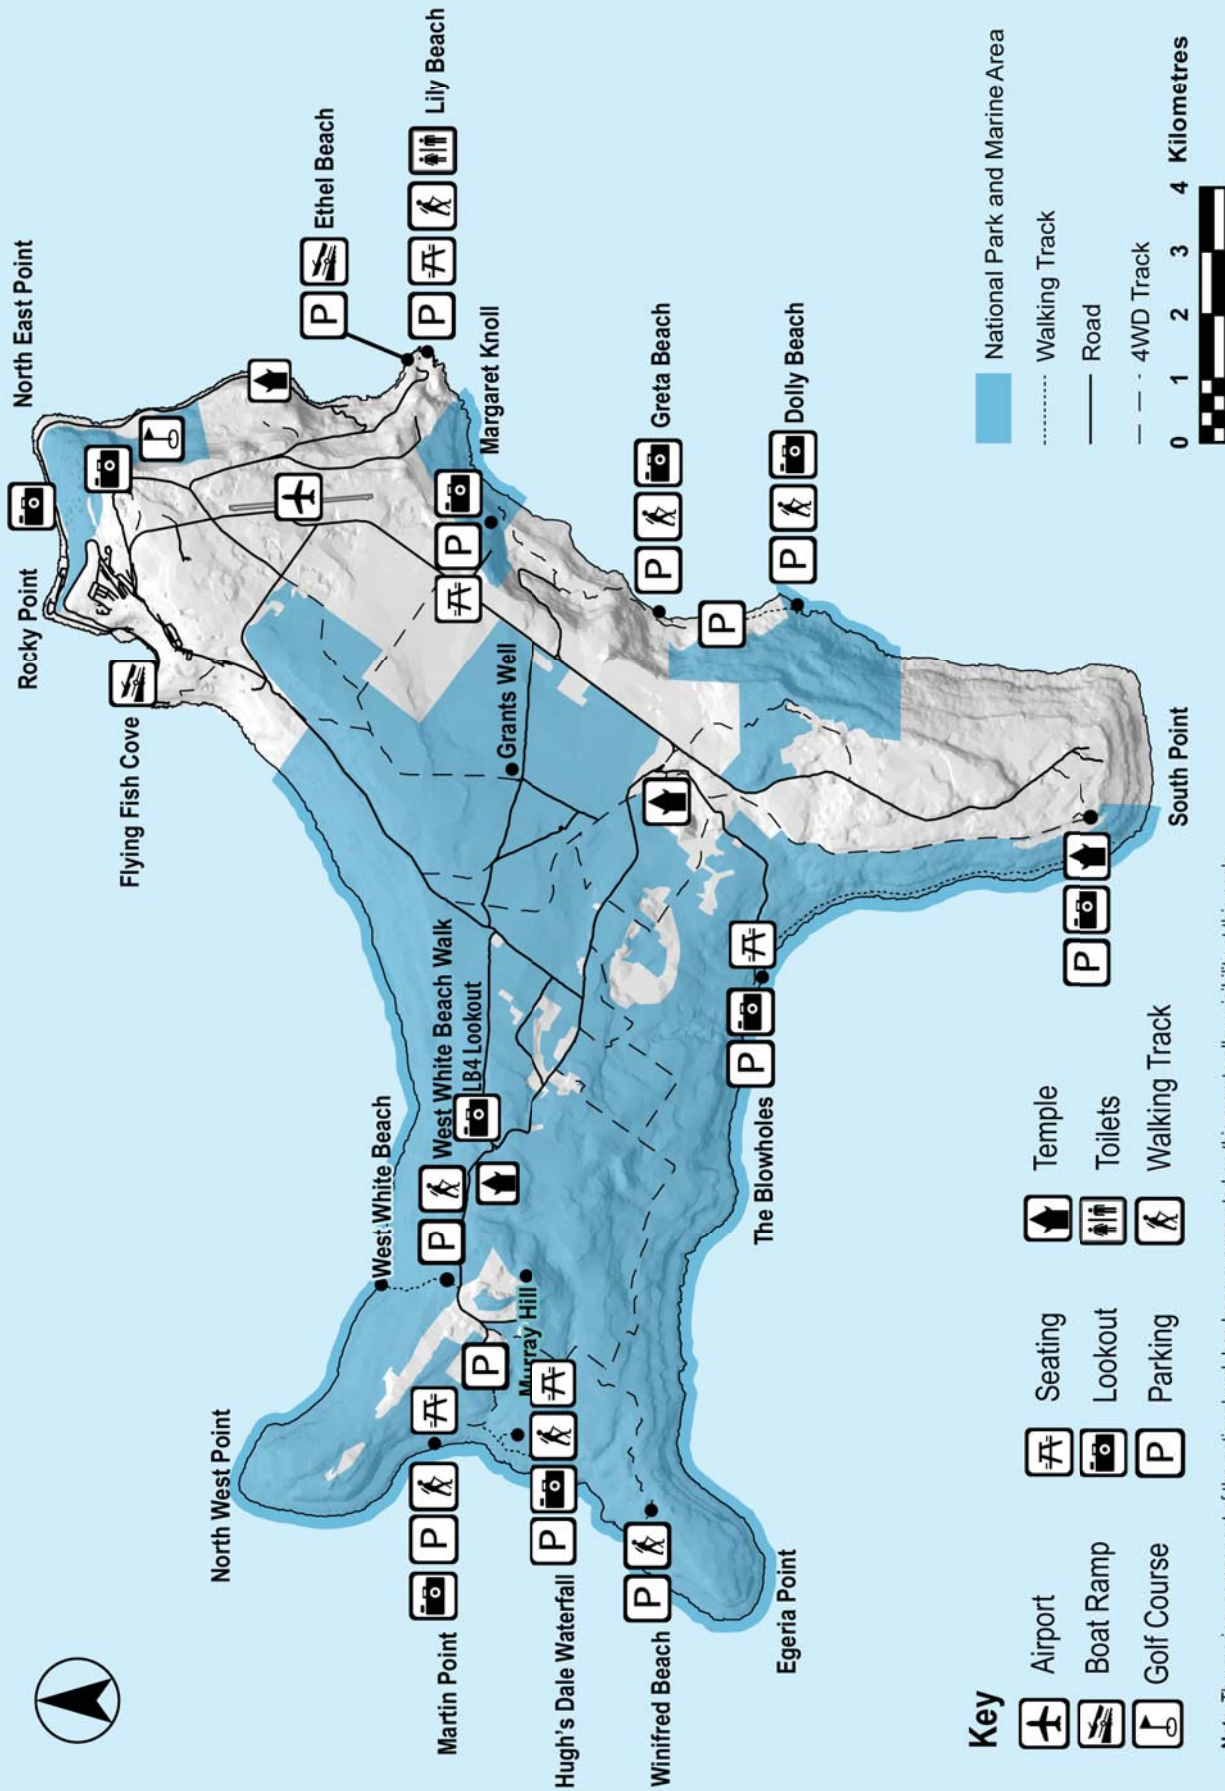 North East Point
Rocky Point
Ethel Beach
Lily Beach
Flying Fish Cove
Margaret Knoll
North West Point
West White Beach
Grants Well
West White Beach Walk
LB4 Lookout
Greta Beach
Martin Point
Murray Hill
Dolly Beach
Hugh's Dale Waterfall
Winifred Beach
The Blowholes
Egeria Point
South Point
P
P
P
P
P
P
P
P
P
P
P
P
P
Key
Airport
Boat Ramp
Golf Course
Seating
Lookout
P Parking
Temple
Toilets
Walking Track
National Park and Marine Area
Walking Track
Road
4WD Track
0 1 2 3 4 Kilometres